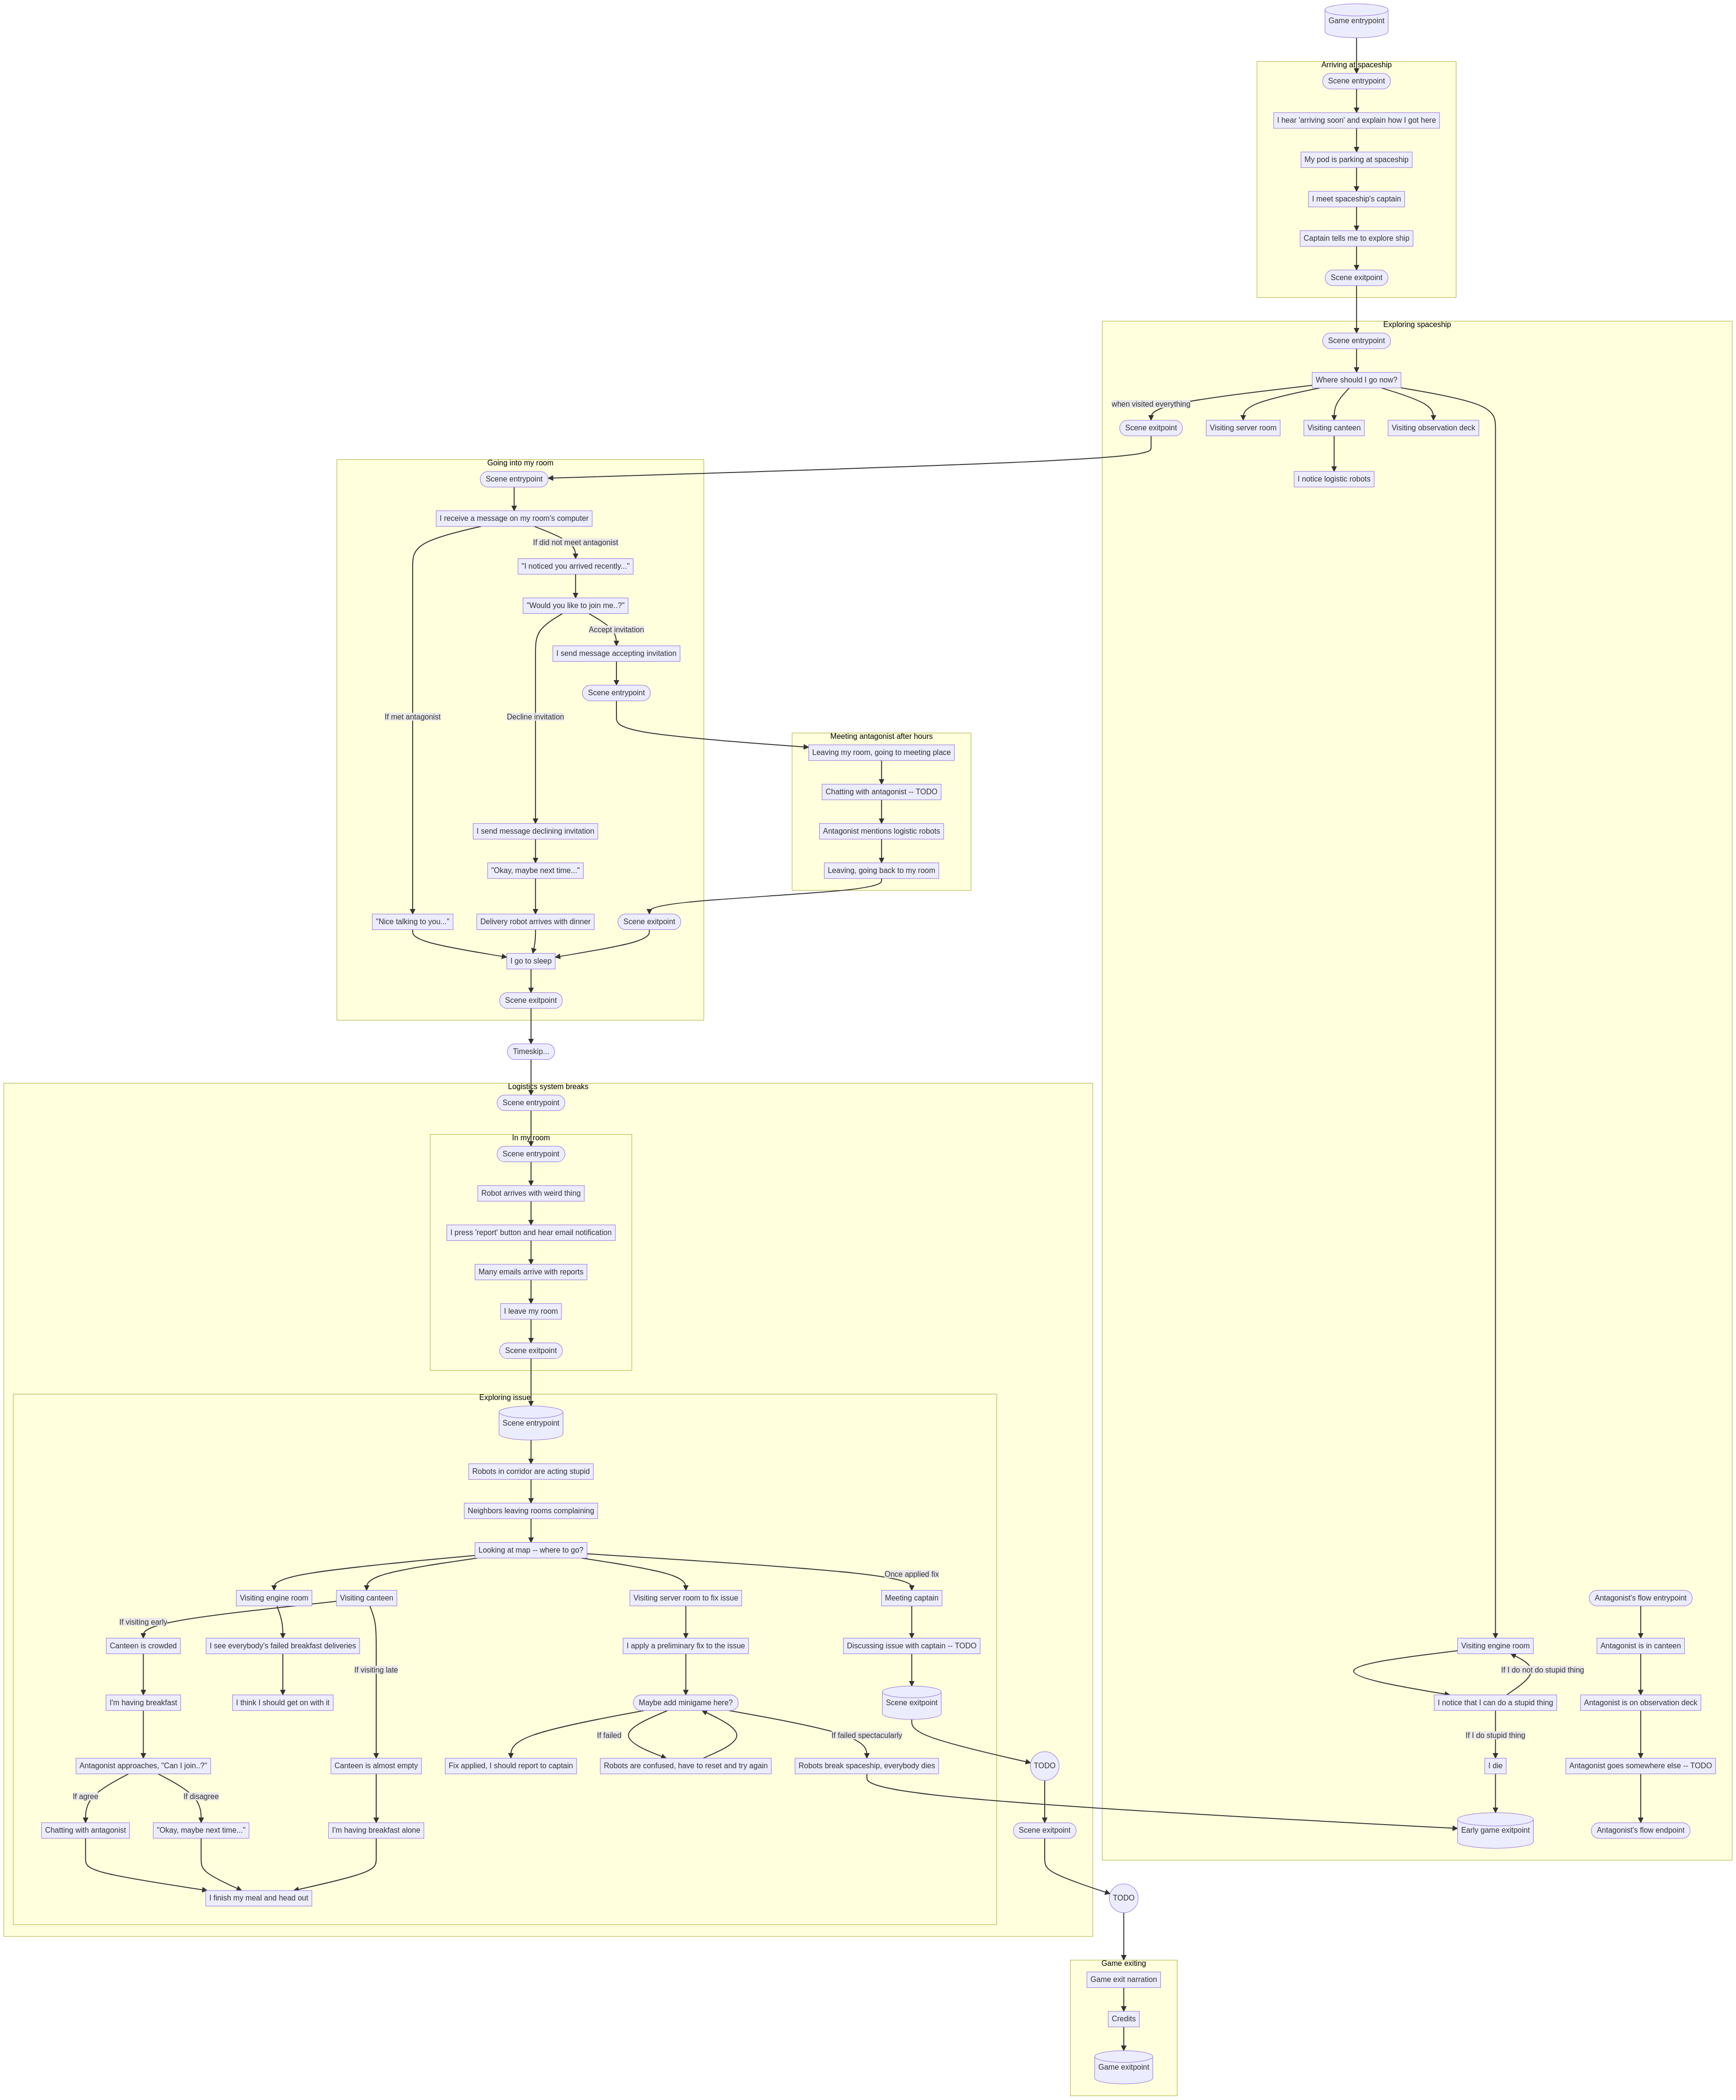 Game entrypoint
Arriving at spaceship
Scene entrypoint
I hear 'arriving soon' and explain how I got here
My pod is parking at spaceship
I meet spaceship's captain
Captain tells me to explore ship
Scene exitpoint
Exploring spaceship
Scene entrypoint
Where should I go now?
when visited everything
Scene exitpoint
Visiting server room
Visiting canteen
Visiting observation deck
I notice logistic robots
Going into my room
Scene entrypoint
I receive a message on my room's computer
If did not meet antagonist
"I noticed you arrived recently..."
"Would you like to join me..?"
Accept invitation
I send message accepting invitation
Scene entrypoint
If met antagonist
Decline invitation
Meeting antagonist after hours
Leaving my room, going to meeting place
Chatting with antagonist -- TODO
Antagonist mentions logistic robots
Leaving, going back to my room
I send message declining invitation
"Okay, maybe next time..."
"Nice talking to you..."
Delivery robot arrives with dinner
Scene exitpoint
I go to sleep
Scene exitpoint
Timeskip...
Logistics system breaks
Scene entrypoint
In my room
Scene entrypoint
Robot arrives with weird thing
I press 'report' button and hear email notification
Many emails arrive with reports
I leave my room
Scene exitpoint
Exploring issue
Scene entrypoint
Robots in corridor are acting stupid
Neighbors leaving rooms complaining
Looking at map -- where to go?
Once applied fix
Visiting engine room
Visiting canteen
Visiting server room to fix issue
Meeting captain
If visiting early
Canteen is crowded
I see everybody's failed breakfast deliveries
I apply a preliminary fix to the issue
Discussing issue with captain -- TODO
If visiting late
I'm having breakfast
I think I should get on with it
Maybe add minigame here?
Scene exitpoint
If failed
If failed spectacularly
Antagonist approaches, "Can I join..?"
Canteen is almost empty
Fix applied, I should report to captain
Robots are confused, have to reset and try again
Robots break spaceship, everybody dies
TODO
If agree
If disagree
Chatting with antagonist
"Okay, maybe next time..."
I'm having breakfast alone
Scene exitpoint
I finish my meal and head out
Antagonist's flow entrypoint
Visiting engine room
Antagonist is in canteen
If I do not do stupid thing
I notice that I can do a stupid thing
Antagonist is on observation deck
If I do stupid thing
I die
Antagonist goes somewhere else -- TODO
Early game exitpoint
Antagonist's flow endpoint
TODO
Game exiting
Game exit narration
Credits
Game exitpoint